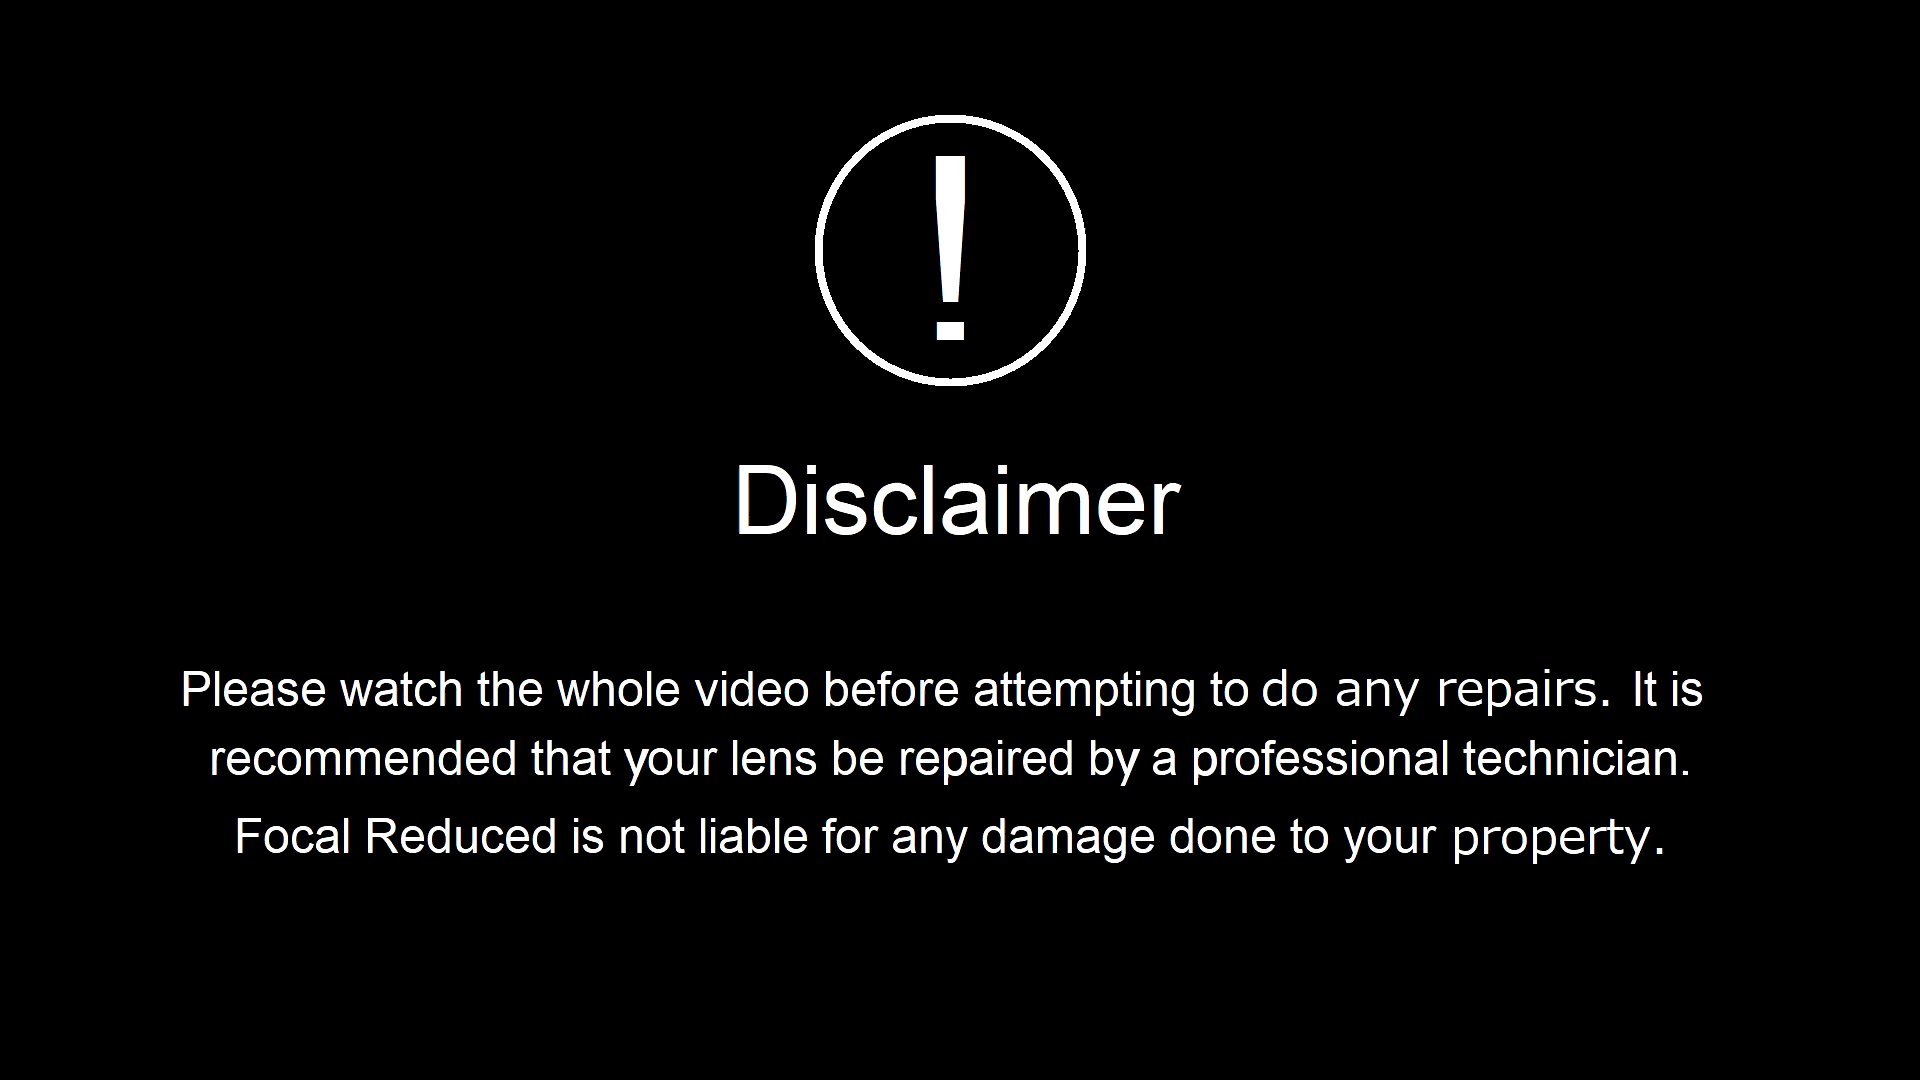 !
Disclaimer
Please watch the whole video before attempting to do any repairs. It is
recommended that your lens be repaired by a professional technician.
Focal Reduced is not liable for any damage done to your property.